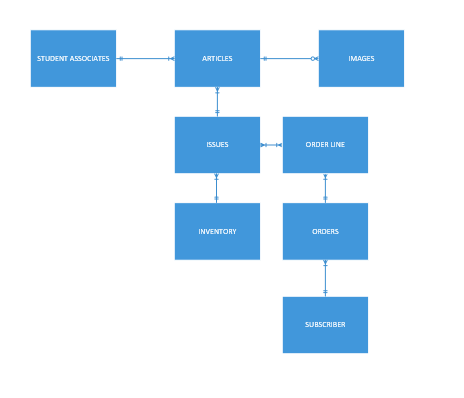 STUDENT ASSOCIATES
ARTICLES
IMAGES
ISSUES
ORDER LINE
INVENTORY
ORDERS
SUBSCRIBER